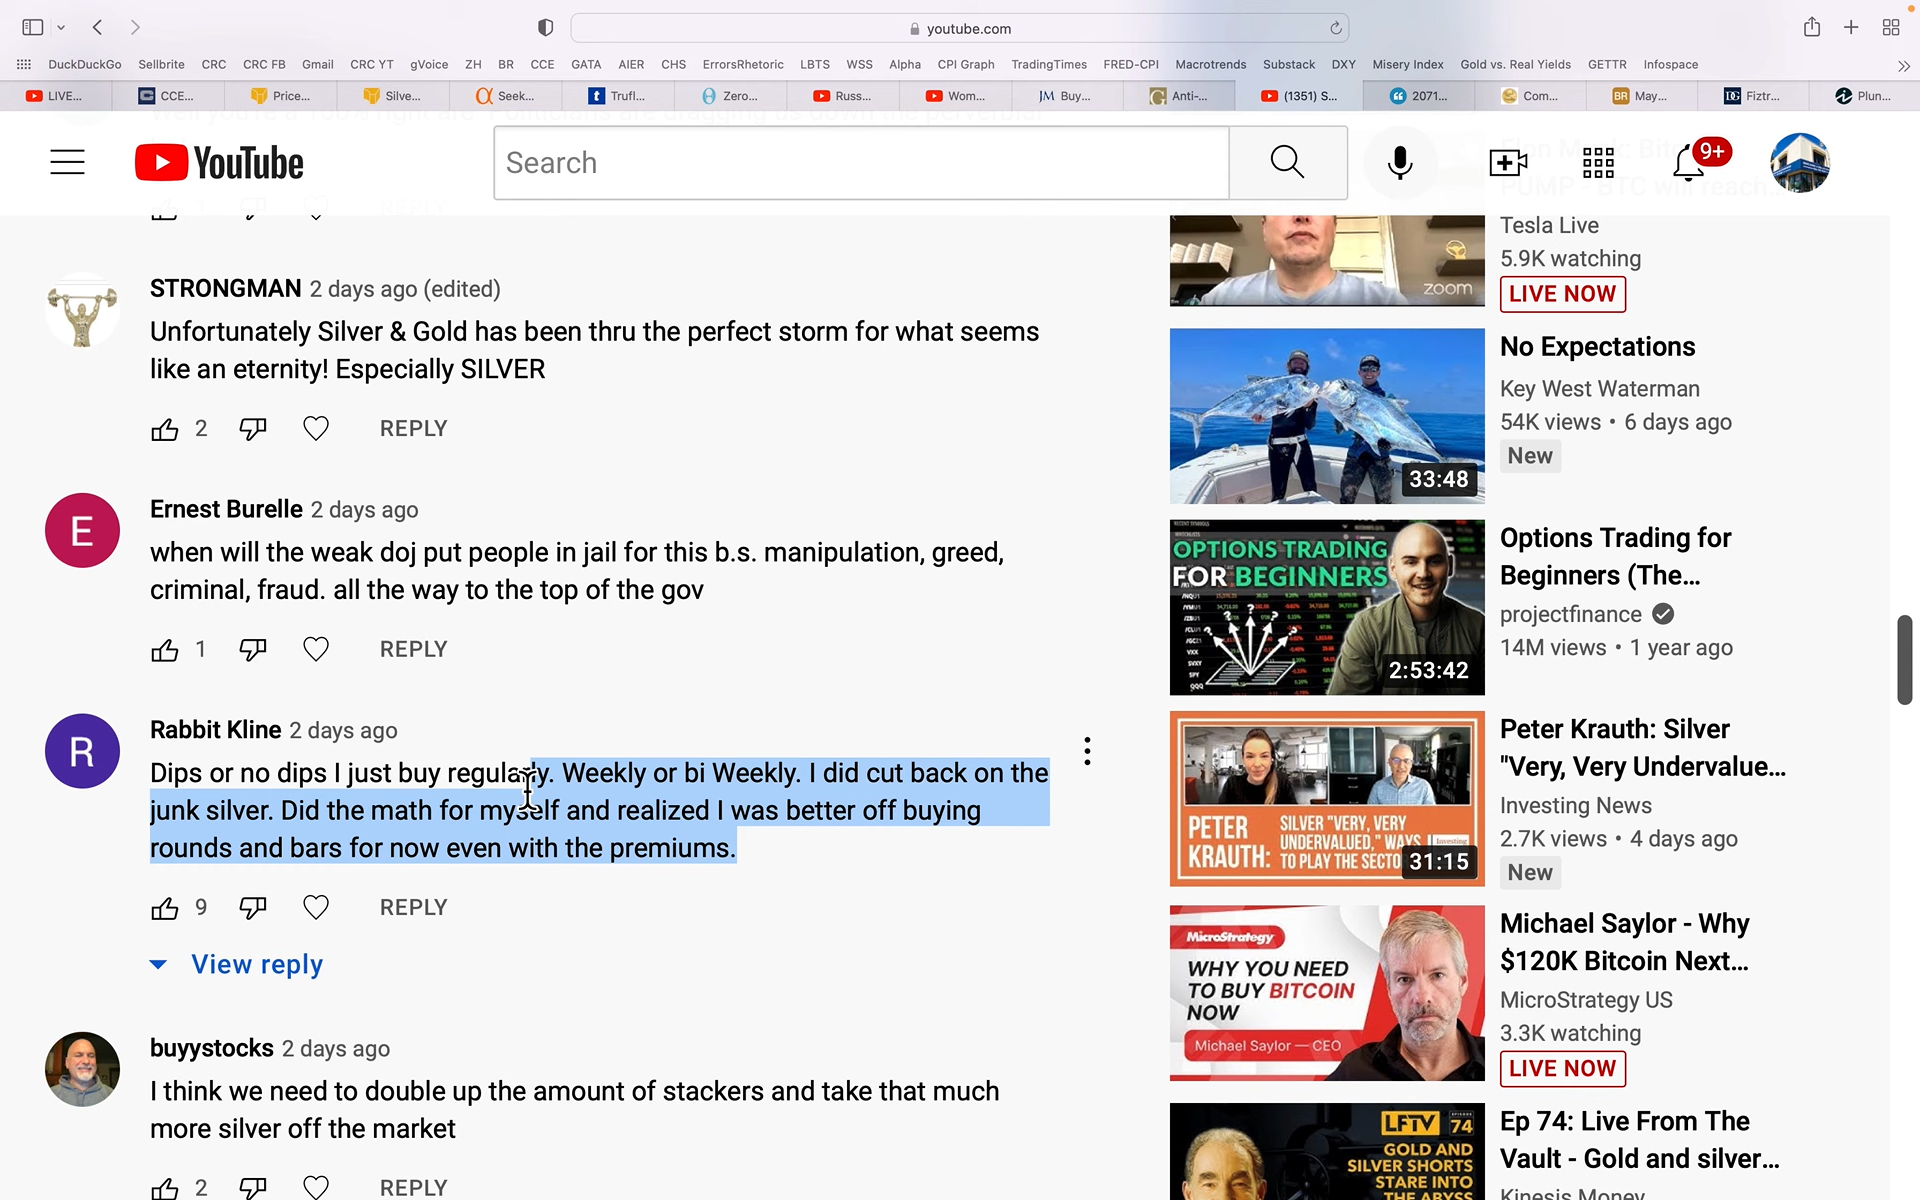 youtube.com
DuckDuckGo Sellbrite CRC CRC FB Gmail CRC YT gVoice ZH BR CCE GATA AIER CHS ErrorsRhetoric LBTS WSS Alpha CPI Graph TradingTimes FRED-CPI Macrotrends Substack DXY Misery Index Gold vs. Real Yields GETTR Infospace
LIVE... CCE... Price... Silve... Seek... Trufl... Zero... Russ... Wom... JM Buy... Anti-... (1351) S... 2071... Com... BR May... DG Fiztr... Plun...
YouTube
Search
9+
REPLY
STRONGMAN 2 days ago (edited)
Unfortunately Silver & Gold has been thru the perfect storm for what seems
like an eternity! Especially SILVER
2 REPLY
E
Ernest Burelle 2 days ago
when will the weak doj put people in jail for this b.s. manipulation, greed,
criminal, fraud. all the way to the top of the gov
1 REPLY
R
Rabbit Kline 2 days ago
Dips or no dips I just buy regularly. Weekly or bi Weekly. I did cut back on the
junk silver. Did the math for myself and realized I was better off buying
rounds and bars for now even with the premiums.
9 REPLY
View reply
buyystocks 2 days ago
I think we need to double up the amount of stackers and take that much
more silver off the market
2 REPLY
zoom
Tesla Live
5.9K watching
LIVE NOW
33:48
No Expectations
Key West Waterman
54K views • 6 days ago
New
OPTIONS TRADING
FOR BEGINNERS
2:53:42
Options Trading for
Beginners (The...
projectfinance
14M views • 1 year ago
PETER
KRAUTH:
SILVER "VERY, VERY
UNDERVALUED," WAYS
TO PLAY THE SECTO
31:15
Peter Krauth: Silver
"Very, Very Undervalue...
Investing News
2.7K views • 4 days ago
New
MicroStrategy
WHY YOU NEED
TO BUY BITCOIN
NOW
Michael Saylor — CEO
Michael Saylor - Why
$120K Bitcoin Next...
MicroStrategy US
3.3K watching
LIVE NOW
LFTV EPISODE 74
GOLD AND
SILVER SHORTS
STARE INTO
THE ABYSS
Ep 74: Live From The
Vault - Gold and silver...
Kinesis Money